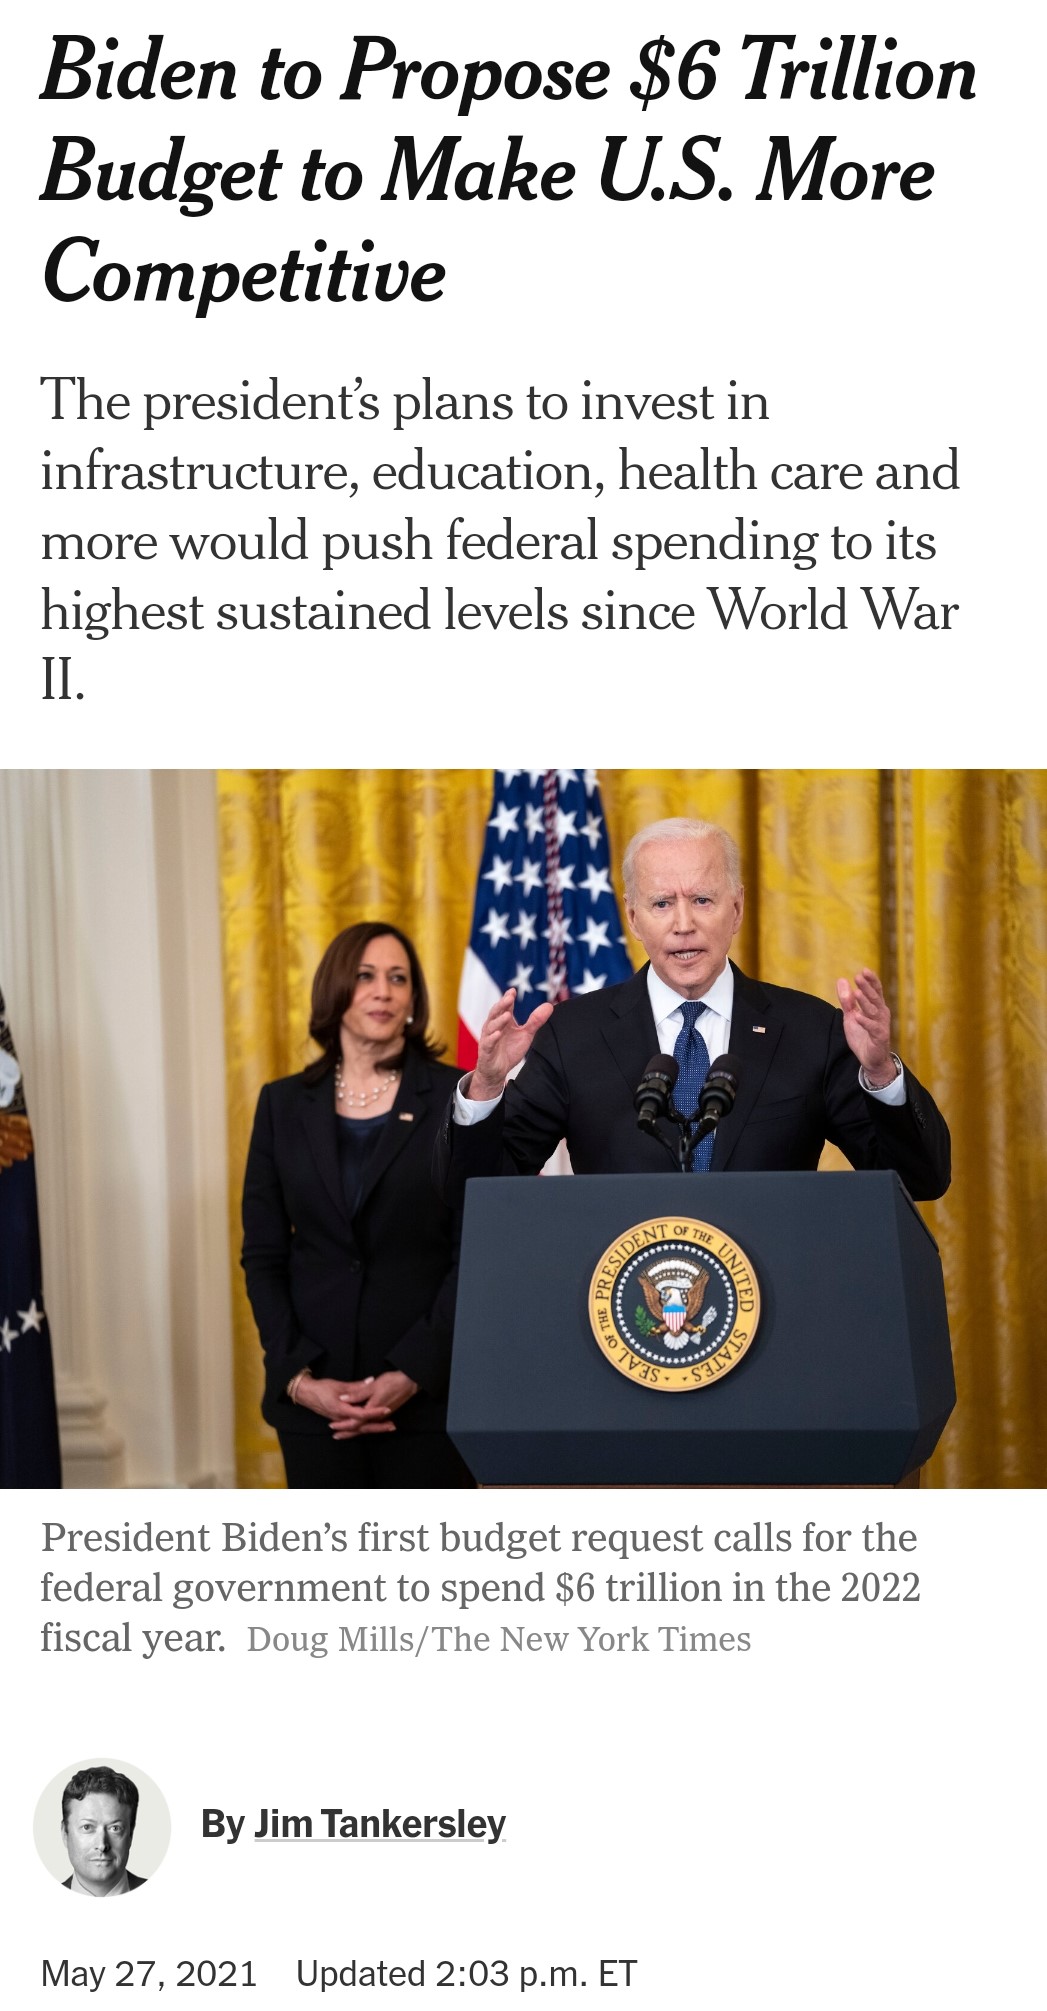 Biden to Propose $6 Trillion
Budget to Make U.S. More
Competitive
The president’s plans to invest in
infrastructure, education, health care and
more would push federal spending to its
highest sustained levels since World War
II.
SEAL OF THE PRESIDENT OF THE UNITED STATES
President Biden’s first budget request calls for the
federal government to spend $6 trillion in the 2022
fiscal year. Doug Mills/The New York Times
By Jim Tankersley
May 27, 2021 Updated 2:03 p.m. ET